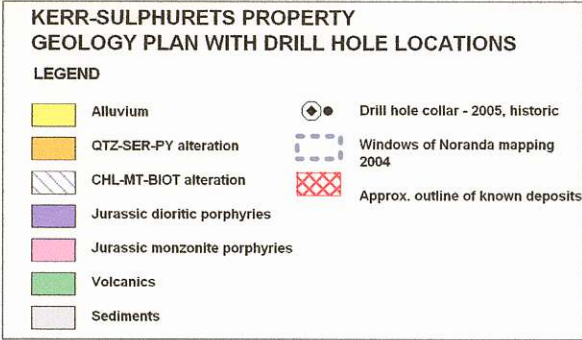 KERR-SULPHURETS PROPERTY
GEOLOGY PLAN WITH DRILL HOLE LOCATIONS
LEGEND
Alluvium
QTZ-SER-PY alteration
CHL-MT-BIOT alteration
Jurassic dioritic porphyries
Jurassic monzonite porphyries
Volcanics
Sediments
Drill hole collar - 2005, historic
Windows of Noranda mapping
2004
Approx. outline of known deposits